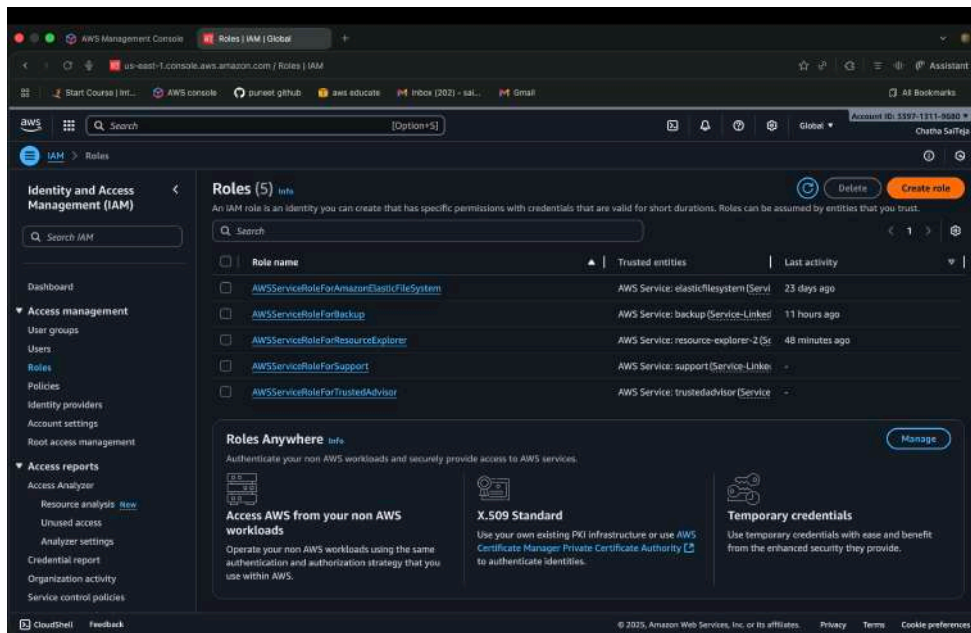 AWS Management Console
Roles | IAM | Global
us-east-1.console.aws.amazon.com / Roles | IAM
Assistant
Start Course | Int...
AWS console
puneet github
aws educate
Inbox (202) - sai...
Gmail
All Bookmarks
aws
Search
[Option+S]
Global
Account ID: 3397-1311-9680
Chatha SaiTeja
IAM > Roles
Identity and Access
Management (IAM)
Search IAM
Dashboard
Access management
User groups
Users
Roles
Policies
Identity providers
Account settings
Root access management
Access reports
Access Analyzer
Resource analysis New
Unused access
Analyzer settings
Credential report
Organization activity
Service control policies
Roles (5) Info
Delete
Create role
An IAM role is an identity you can create that has specific permissions with credentials that are valid for short durations. Roles can be assumed by entities that you trust.
Search
1
Role name
Trusted entities
Last activity
AWSServiceRoleForAmazonElasticFileSystem
AWS Service: elasticfilesystem (Servi
23 days ago
AWSServiceRoleForBackup
AWS Service: backup (Service-Linked
11 hours ago
AWSServiceRoleForResourceExplorer
AWS Service: resource-explorer-2 (Se
48 minutes ago
AWSServiceRoleForSupport
AWS Service: support (Service-Linke
-
AWSServiceRoleForTrustedAdvisor
AWS Service: trustedadvisor (Service
-
Roles Anywhere Info
Manage
Authenticate your non AWS workloads and securely provide access to AWS services.
Access AWS from your non AWS
workloads
Operate your non AWS workloads using the same
authentication and authorization strategy that you
use within AWS.
X.509 Standard
Use your own existing PKI infrastructure or use AWS
Certificate Manager Private Certificate Authority
to authenticate identities.
Temporary credentials
Use temporary credentials with ease and benefit
from the enhanced security they provide.
CloudShell
Feedback
© 2025, Amazon Web Services, Inc. or its affiliates.
Privacy
Terms
Cookie preferences